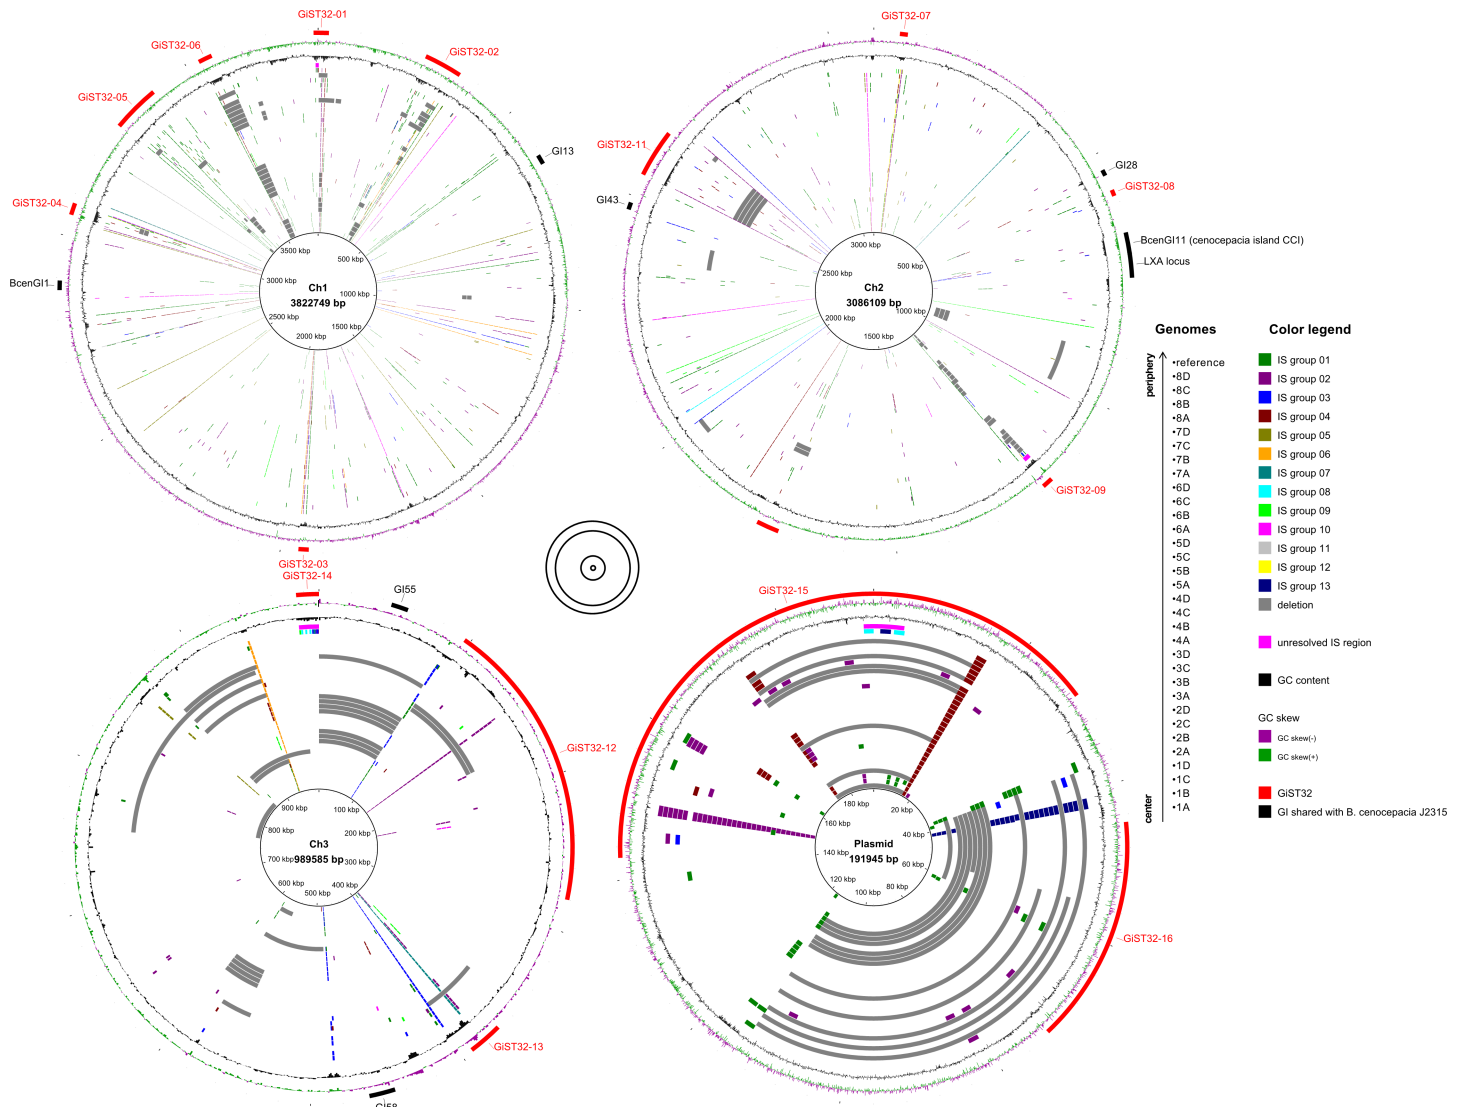 GiST32-01
GiST32-06
GiST32-02
GiST32-05
GI13
GiST32-04
BcenGI1
3500 kbp
500 kbp
3000 kbp
Ch1
3822749 bp
1000 kbp
2500 kbp
1500 kbp
2000 kbp
GiST32-03
GiST32-07
GiST32-11
GI28
GiST32-08
GI43
BcenGI11 (cenocepacia island CCI)
LXA locus
3000 kbp
500 kbp
2500 kbp
Ch2
3086109 bp
1000 kbp
2000 kbp
1500 kbp
GiST32-09
GiST32-14
GI55
GiST32-12
900 kbp
100 kbp
800 kbp
200 kbp
Ch3
989585 bp
700 kbp
300 kbp
600 kbp
400 kbp
500 kbp
GiST32-13
GI58
GiST32-15
180 kbp
20 kbp
160 kbp
40 kbp
Plasmid
191945 bp
140 kbp
60 kbp
120 kbp
80 kbp
100 kbp
GiST32-16
Genomes
periphery
center
•reference
•8D
•8C
•8B
•8A
•7D
•7C
•7B
•7A
•6D
•6C
•6B
•6A
•5D
•5C
•5B
•5A
•4D
•4C
•4B
•4A
•3D
•3C
•3B
•3A
•2D
•2C
•2B
•2A
•1D
•1C
•1B
•1A
Color legend
IS group 01
IS group 02
IS group 03
IS group 04
IS group 05
IS group 06
IS group 07
IS group 08
IS group 09
IS group 10
IS group 11
IS group 12
IS group 13
deletion
unresolved IS region
GC content
GC skew
GC skew(-)
GC skew(+)
GiST32
GI shared with B. cenocepacia J2315